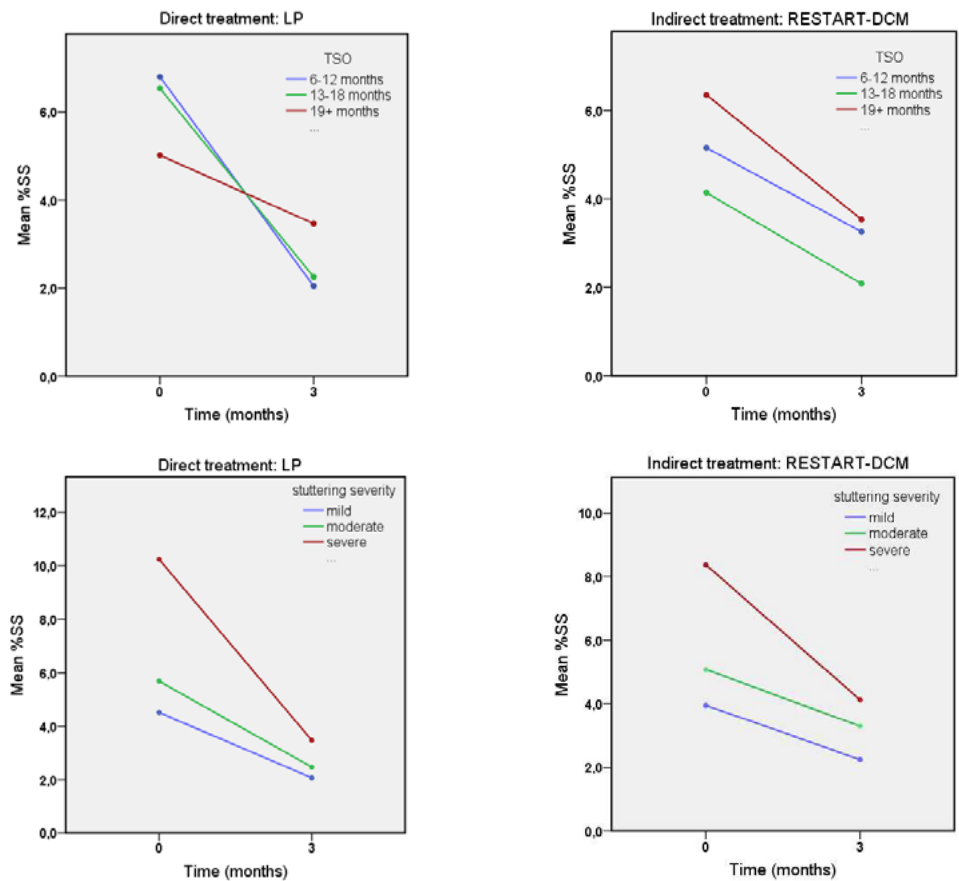 Direct treatment: LP
TSO
6-12 months
13-18 months
19+ months
...
6,0
4,0
2,0
0,0
Mean %SS
0
3
Time (months)
Indirect treatment: RESTART-DCM
TSO
6-12 months
13-18 months
19+ months
...
6,0
4,0
2,0
0,0
Mean %SS
0
3
Time (months)
Direct treatment: LP
stuttering severity
mild
moderate
severe
...
12,0
10,0
8,0
6,0
4,0
2,0
0,0
Mean %SS
0
3
Time (months)
Indirect treatment: RESTART-DCM
stuttering severity
mild
moderate
severe
...
10,0
8,0
6,0
4,0
2,0
0,0
Mean %SS
0
3
Time (months)